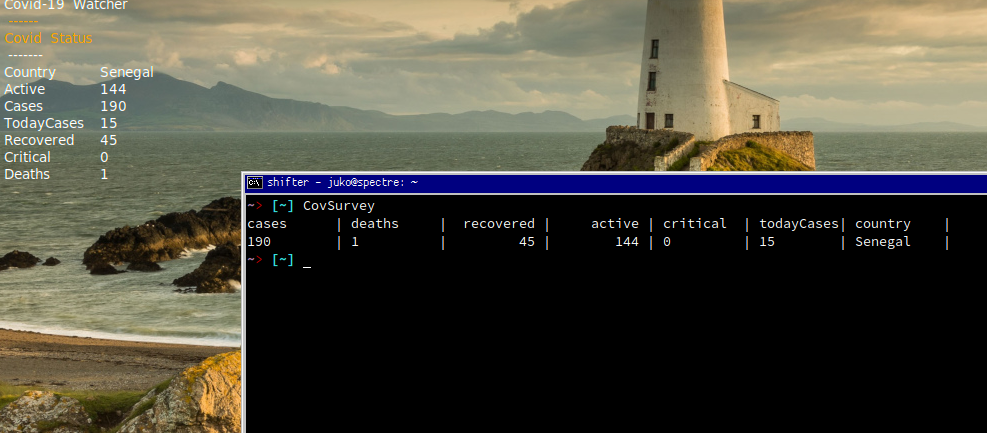 Covid-19 Watcher
------
Covid Status
-------
Country Senegal
Active 144
Cases 190
TodayCases 15
Recovered 45
Critical 0
Deaths 1
C:\ shifter - juko@spectre: ~
~> [~] CovSurvey
cases | deaths | recovered | active | critical | todayCases| country |
190 | 1 | 45 | 144 | 0 | 15 | Senegal |
~> [~] _